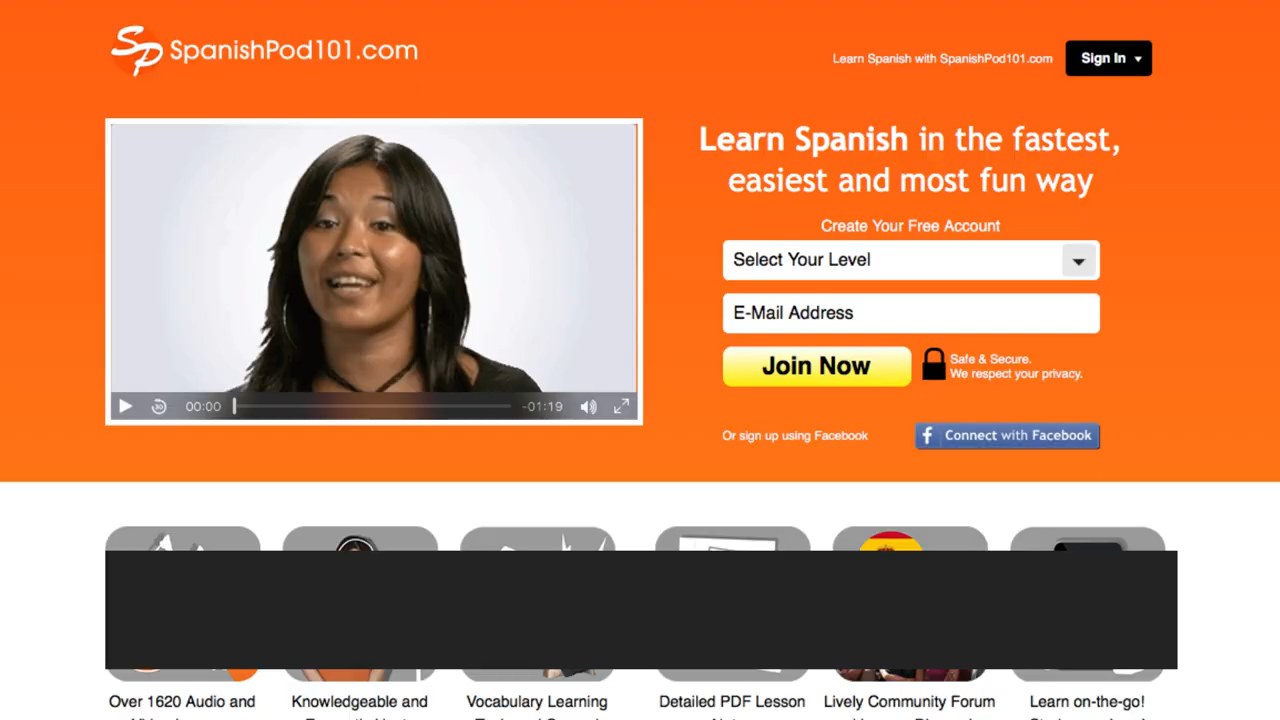 SP SpanishPod101.com
Learn Spanish with SpanishPod101.com
Sign In
Learn Spanish in the fastest,
easiest and most fun way
Create Your Free Account
Select Your Level
E-Mail Address
Join Now
Safe & Secure.
We respect your privacy.
30
00:00
-01:19
Or sign up using Facebook
f Connect with Facebook
Over 1620 Audio and
Knowledgeable and
Vocabulary Learning
Detailed PDF Lesson
Lively Community Forum
Learn on-the-go!